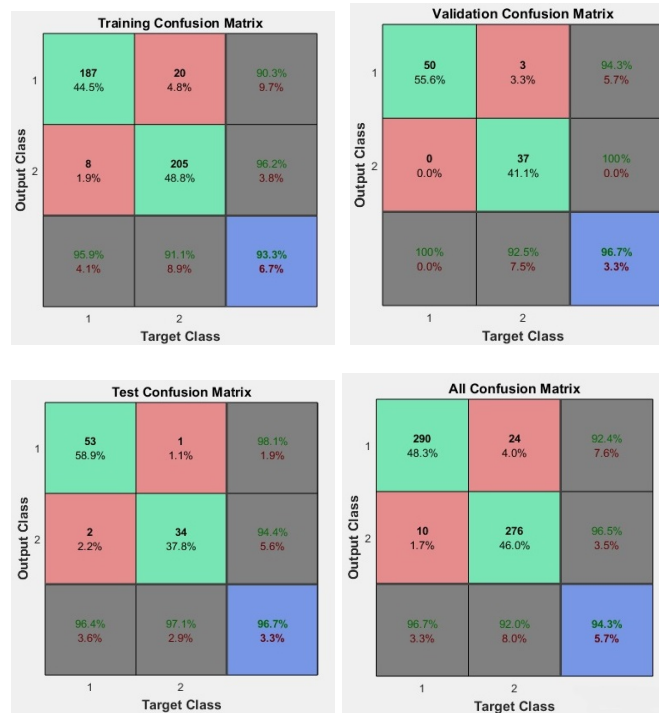 Training Confusion Matrix
187 20 90.3%
44.5% 4.8% 9.7%
1
8 205 96.2%
1.9% 48.8% 3.8%
2
95.9% 91.1% 93.3%
4.1% 8.9% 6.7%
1 2
Target Class
Output Class
Validation Confusion Matrix
50 3 94.3%
55.6% 3.3% 5.7%
1
0 37 100%
0.0% 41.1% 0.0%
2
100% 92.5% 96.7%
0.0% 7.5% 3.3%
1 2
Target Class
Output Class
Test Confusion Matrix
53 1 98.1%
58.9% 1.1% 1.9%
1
2 34 94.4%
2.2% 37.8% 5.6%
2
96.4% 97.1% 96.7%
3.6% 2.9% 3.3%
1 2
Target Class
Output Class
All Confusion Matrix
290 24 92.4%
48.3% 4.0% 7.6%
1
10 276 96.5%
1.7% 46.0% 3.5%
2
96.7% 92.0% 94.3%
3.3% 8.0% 5.7%
1 2
Target Class
Output Class